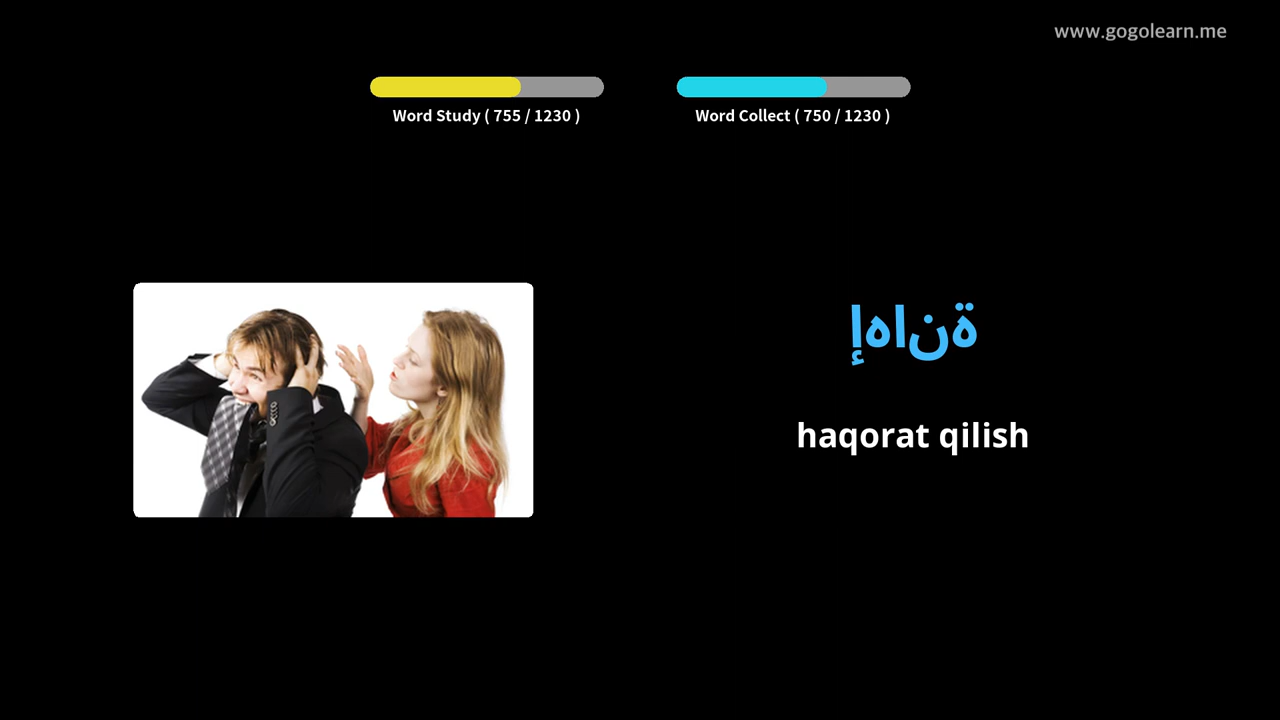 www.gogolearn.me
Word Study ( 755 / 1230 )
Word Collect ( 750 / 1230 )
إهانة
haqorat qilish